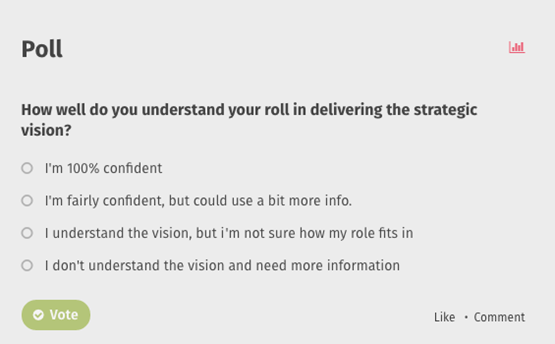 Poll
How well do you understand your roll in delivering the strategic
vision?
I'm 100% confident
I'm fairly confident, but could use a bit more info.
I understand the vision, but i'm not sure how my role fits in
I don't understand the vision and need more information
Vote
Like • Comment